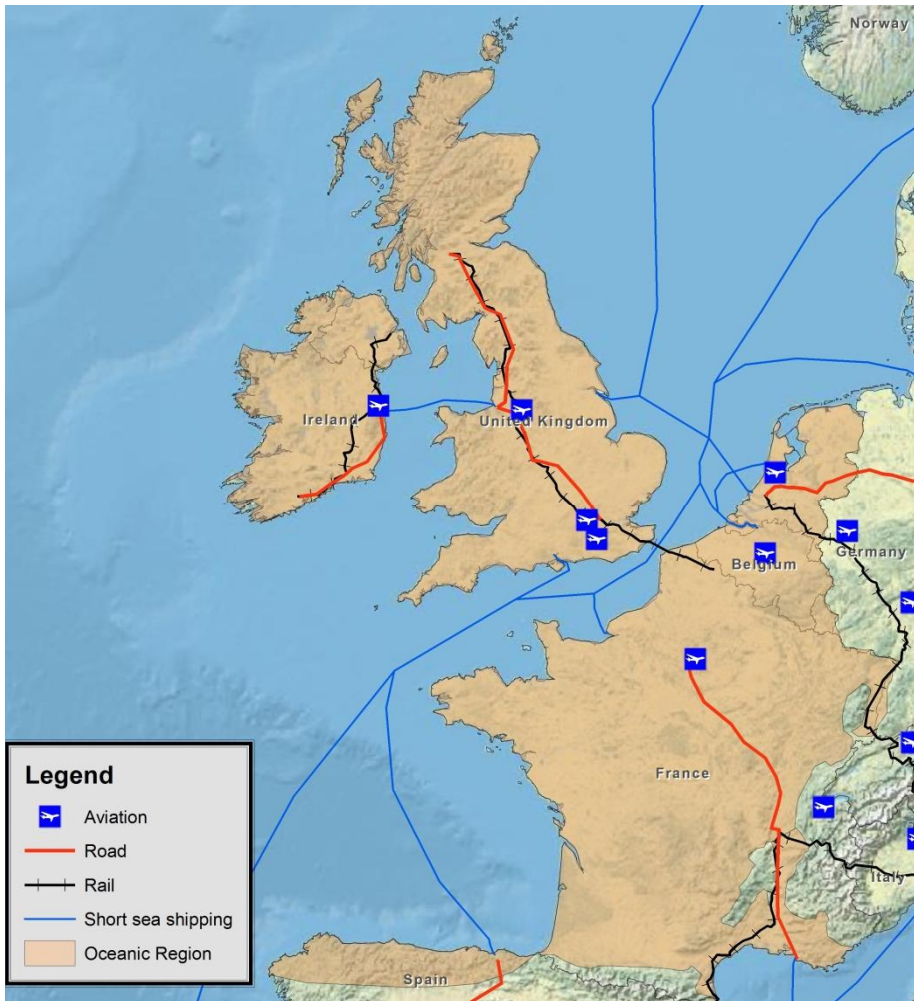 Norway
Ireland
United Kingdom
Germany
Belgium
France
Italy
Spain
Legend
Aviation
Road
Rail
Short sea shipping
Oceanic Region